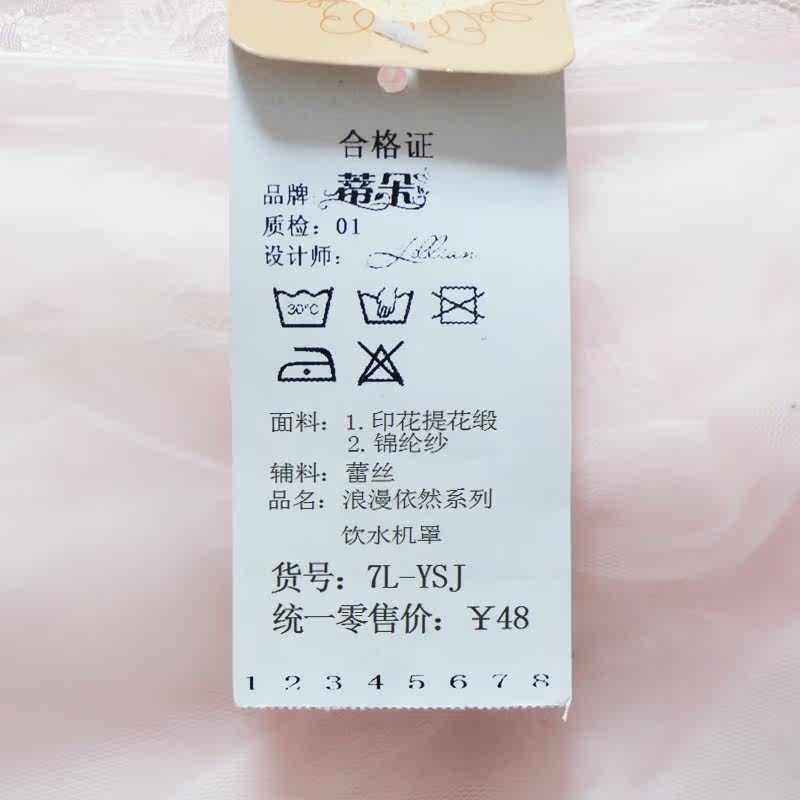 合格证
品牌：蒂朵
质检：01
设计师：Lillian
30°C
面料：1.印花提花缎
2.锦纶纱
辅料：蕾丝
品名：浪漫依然系列
饮水机罩
货号：7L-YSJ
统一零售价：￥48
1 2 3 4 5 6 7 8